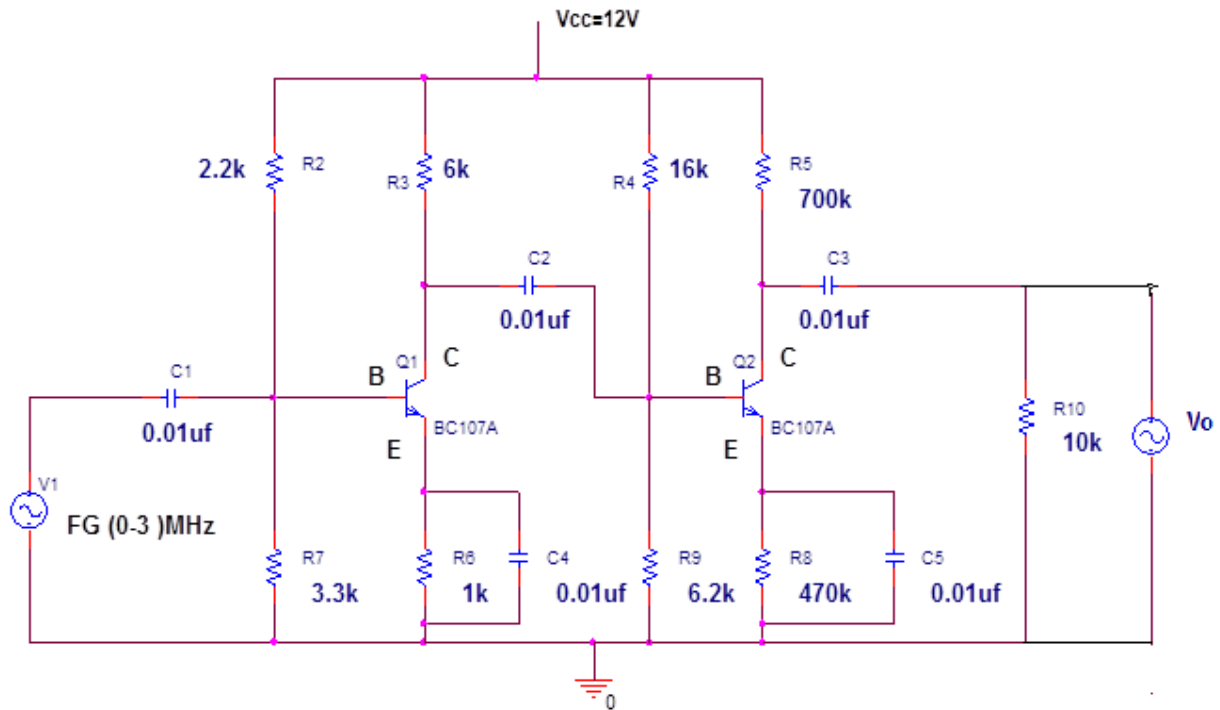 Vcc=12V
2.2k
R2
R3
6k
R4
16k
R5
700k
C2
0.01uf
C3
0.01uf
C1
0.01uf
B
Q1
C
BC107A
E
B
Q2
C
BC107A
E
R10
10k
Vo
V1
FG (0-3 )MHz
R7
3.3k
R6
1k
C4
0.01uf
R9
6.2k
R8
470k
C5
0.01uf
0